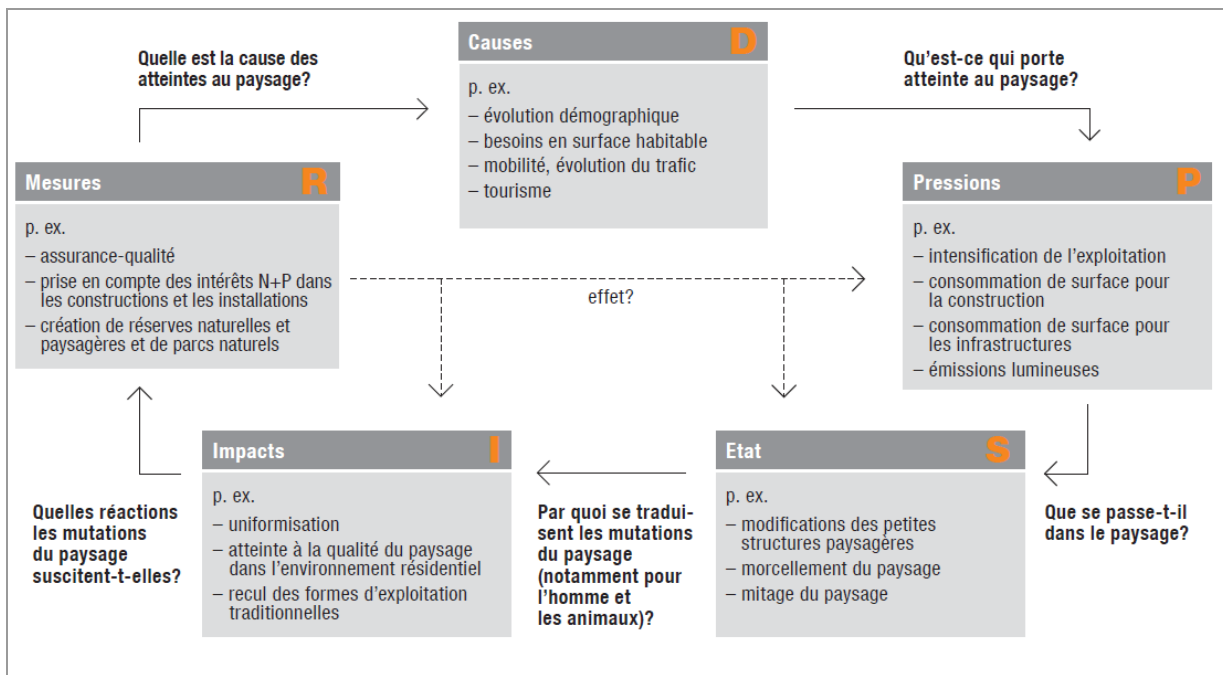 Quelle est la cause des
atteintes au paysage?
Causes D
p. ex.
– évolution démographique
– besoins en surface habitable
– mobilité, évolution du trafic
– tourisme
Qu’est-ce qui porte
atteinte au paysage?
Mesures R
p. ex.
– assurance-qualité
– prise en compte des intérêts N+P dans
les constructions et les installations
– création de réserves naturelles et
paysagères et de parcs naturels
effet?
Pressions P
p. ex.
– intensification de l’exploitation
– consommation de surface pour
la construction
– consommation de surface pour
les infrastructures
– émissions lumineuses
Quelles réactions
les mutations
du paysage
suscitent-t-elles?
Impacts I
p. ex.
– uniformisation
– atteinte à la qualité du paysage
dans l’environnement résidentiel
– recul des formes d’exploitation
traditionnelles
Par quoi se tradui-
sent les mutations
du paysage
(notamment pour
l’homme et
les animaux)?
Etat S
p. ex.
– modifications des petites
structures paysagères
– morcellement du paysage
– mitage du paysage
Que se passe-t-il
dans le paysage?